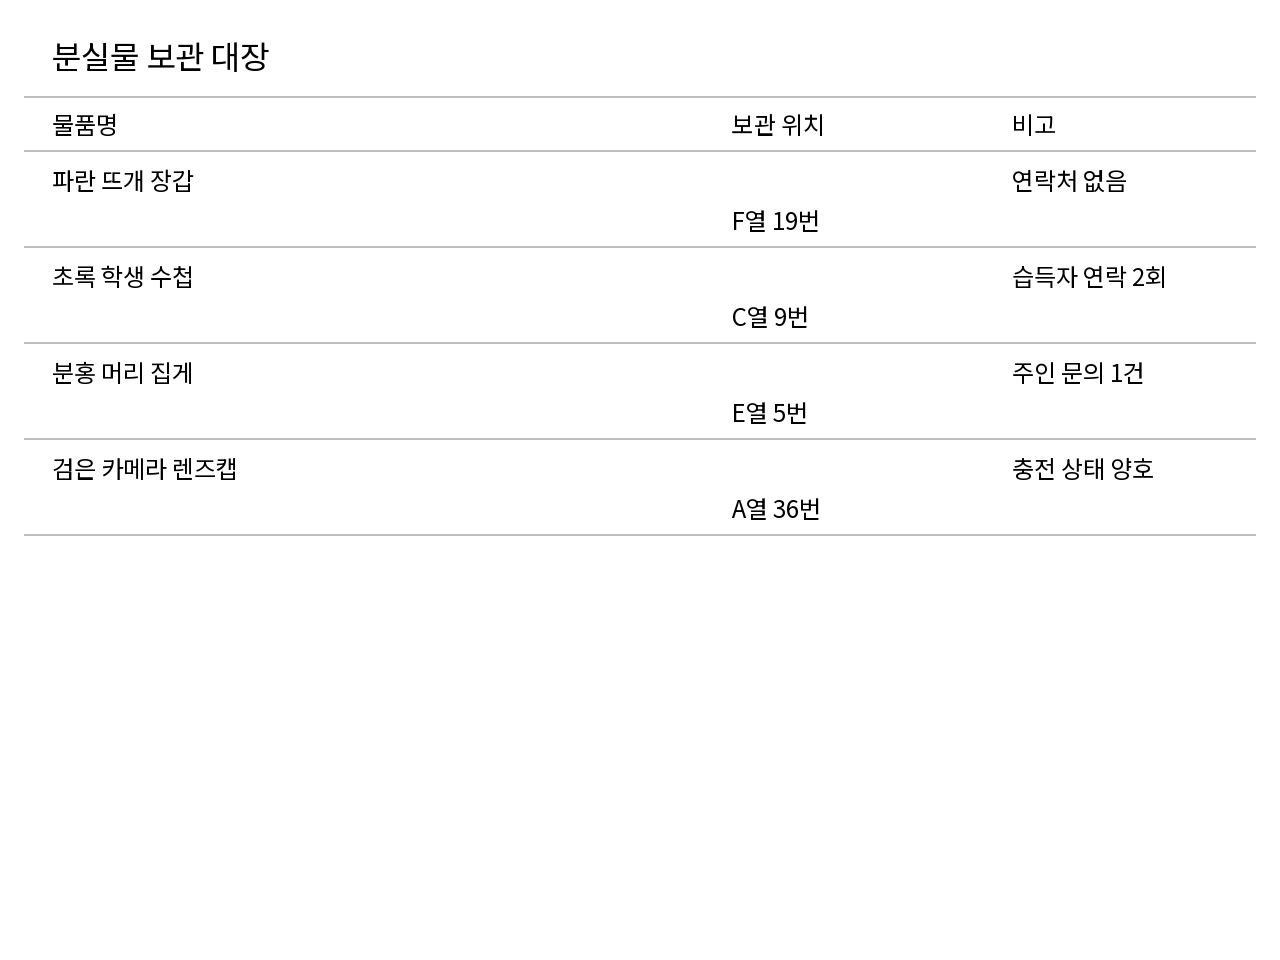 분실물 보관 대장
물품명 보관 위치 비고
파란 뜨개 장갑 연락처 없음
F열 19번
초록 학생 수첩 습득자 연락 2회
C열 9번
분홍 머리 집게 주인 문의 1건
E열 5번
검은 카메라 렌즈캡 충전 상태 양호
A열 36번